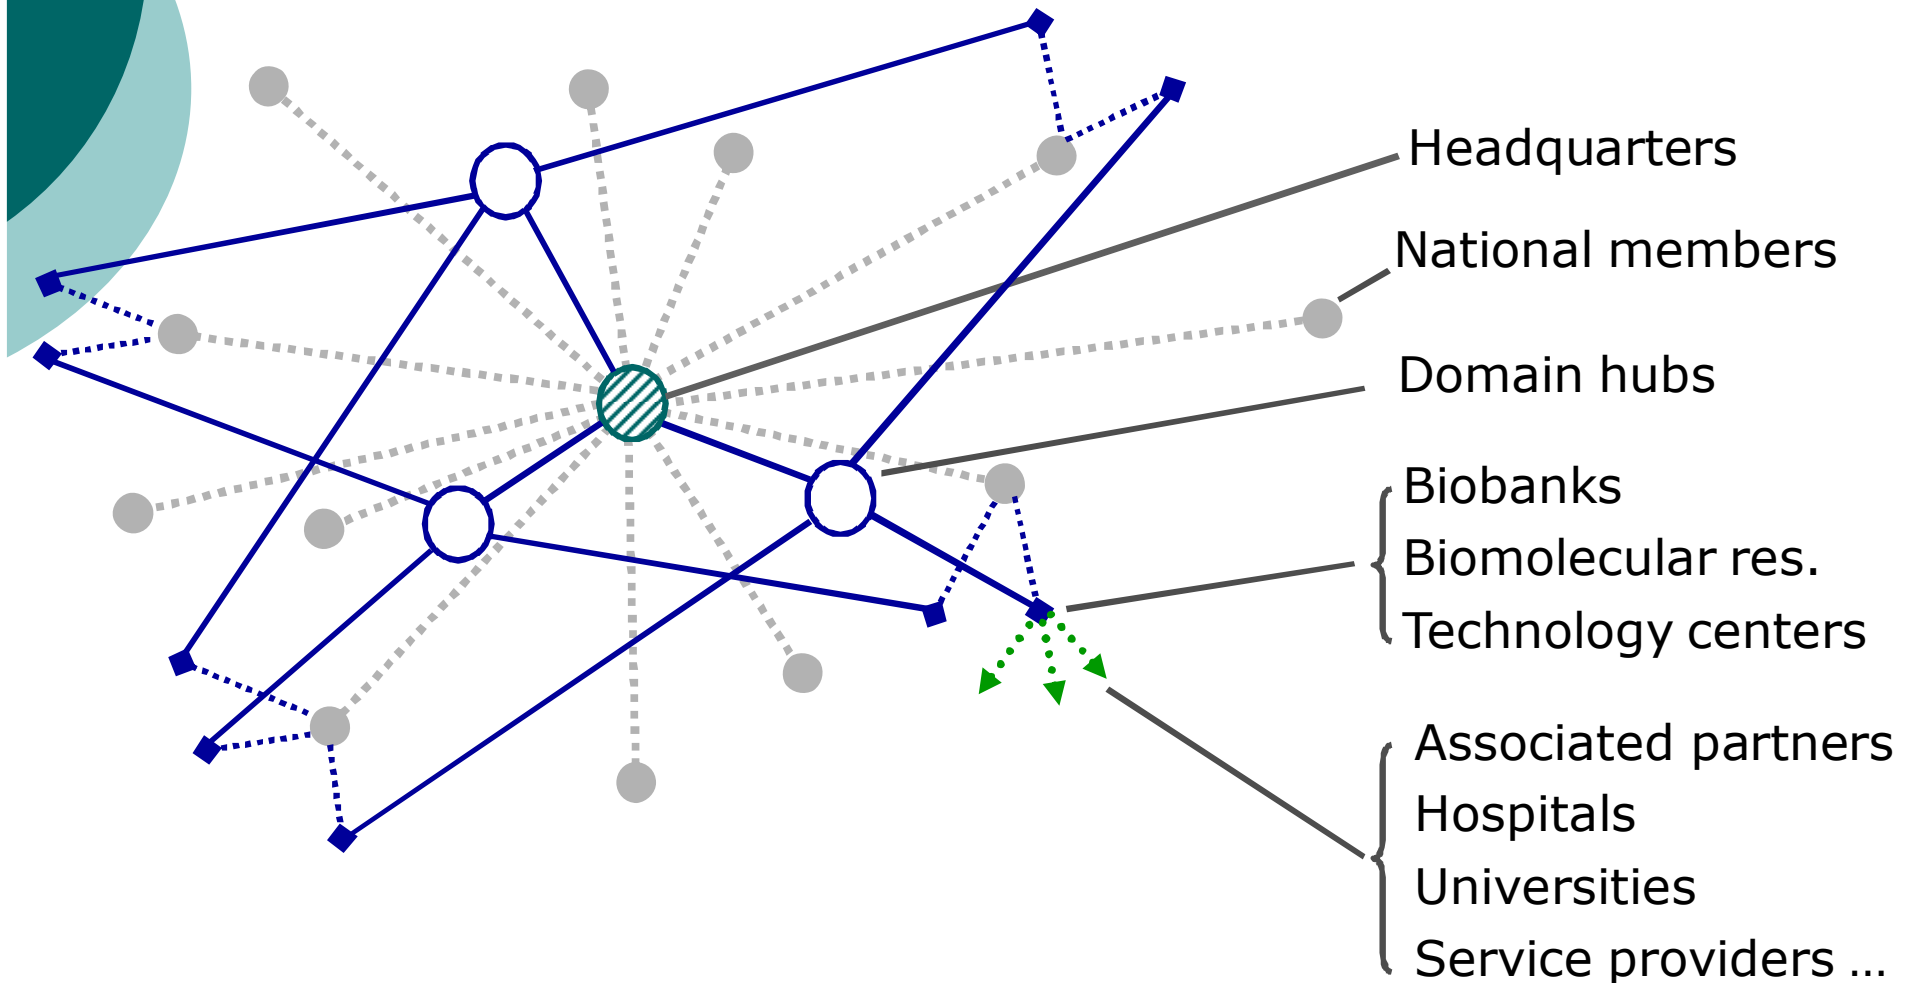 Headquarters
National members
Domain hubs
Biobanks
Biomolecular res.
Technology centers
Associated partners
Hospitals
Universities
Service providers ...